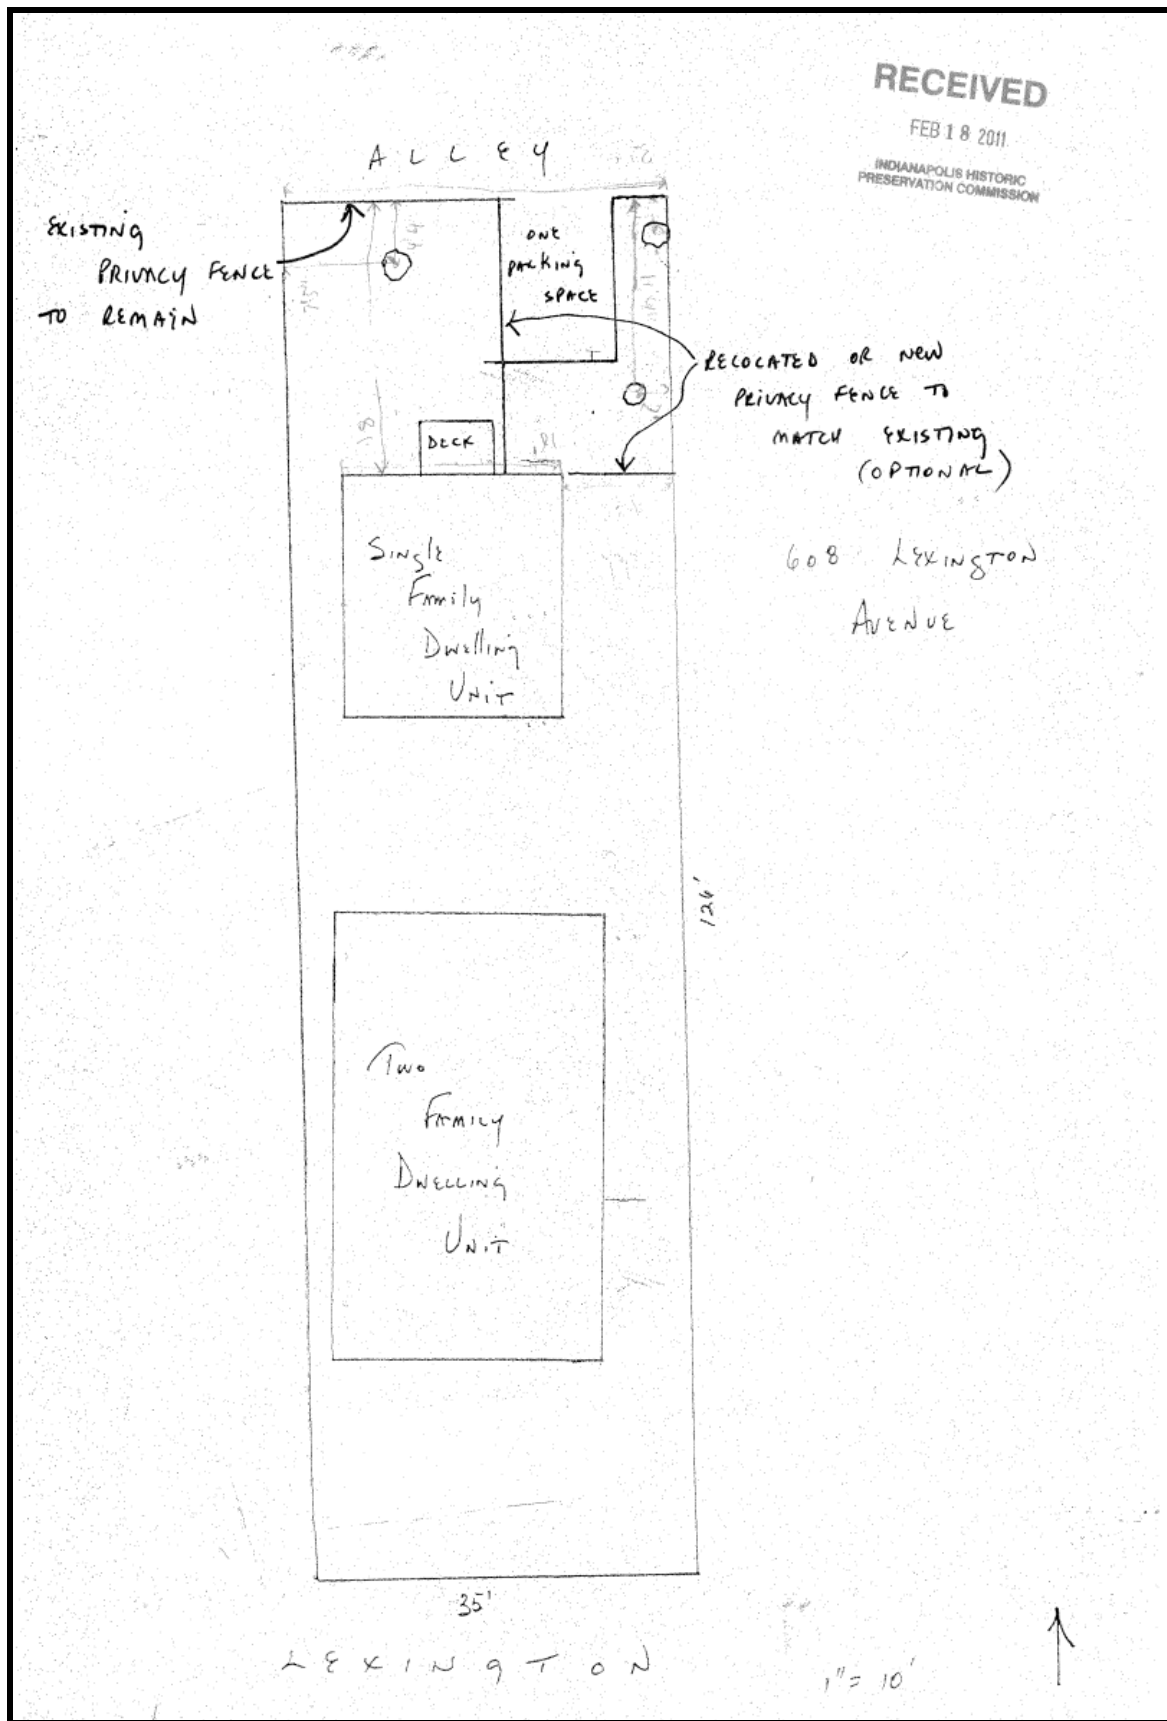 RECEIVED
FEB 18 2011
INDIANAPOLIS HISTORIC
PRESERVATION COMMISSION
ALLEY
EXISTING
PRIVACY FENCE
TO REMAIN
ONE
PARKING
SPACE
RELOCATED OR NEW
PRIVACY FENCE TO
MATCH EXISTING
(OPTIONAL)
18
DECK
18'
Single
Family
Dwelling
Unit
608 LEXINGTON
AVENUE
126'
Two
FAMILY
DWELLING
UNIT
35'
LEXINGTON
1"= 10'